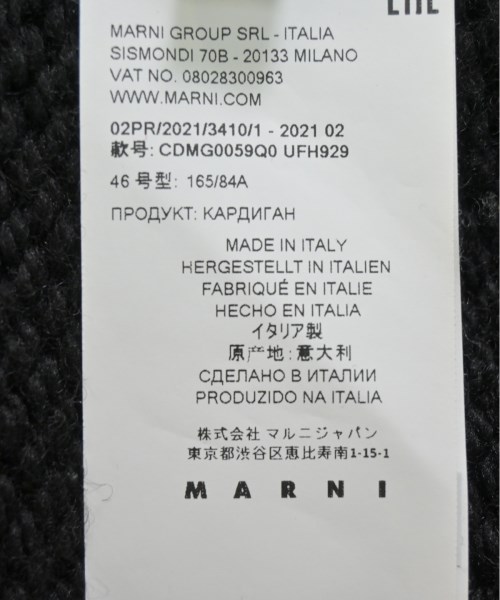 EAC
MARNI GROUP SRL - ITALIA
SISMONDI 70B - 20133 MILANO
VAT NO. 08028300963
WWW.MARNI.COM
02PR/2021/3410/1 - 2021 02
款号: CDMG0059Q0 UFH929
46 号型: 165/84A
ПРОДУКТ: КАРДИГАН
MADE IN ITALY
HERGESTELLT IN ITALIEN
FABRIQUÉ EN ITALIE
HECHO EN ITALIA
イタリア製
原产地:意大利
СДЕЛАНО В ИТАЛИИ
PRODUZIDO NA ITALIA
株式会社 マルニジャパン
東京都渋谷区恵比寿南1-15-1
MARNI